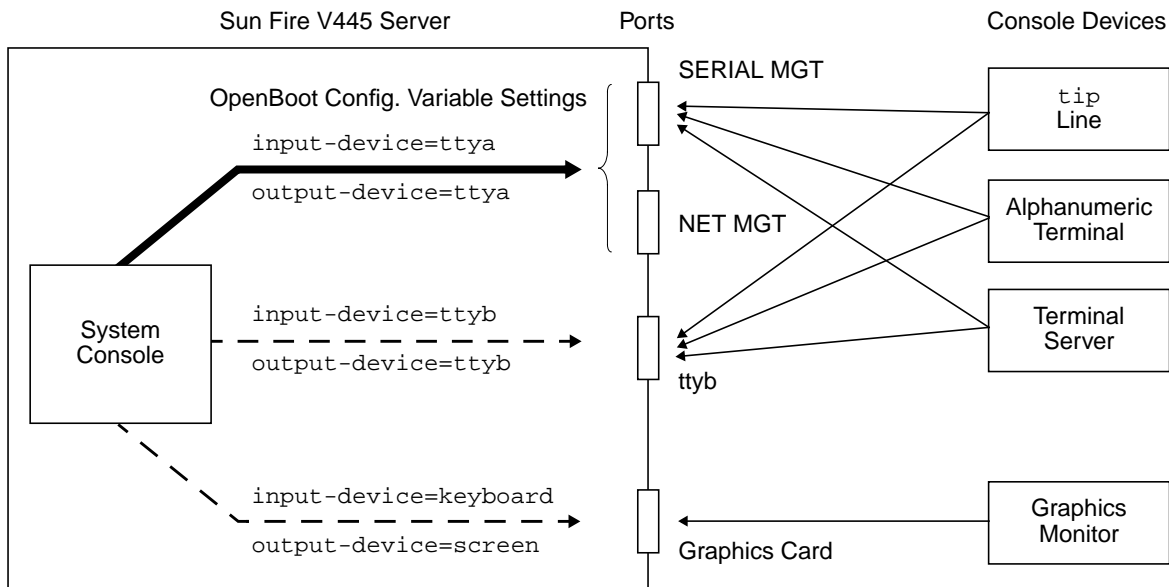 Sun Fire V445 Server
Ports
Console Devices
OpenBoot Config. Variable Settings
input-device=ttya
output-device=ttya
System
Console
input-device=ttyb
output-device=ttyb
input-device=keyboard
output-device=screen
SERIAL MGT
NET MGT
ttyb
Graphics Card
tip
Line
Alphanumeric
Terminal
Terminal
Server
Graphics
Monitor